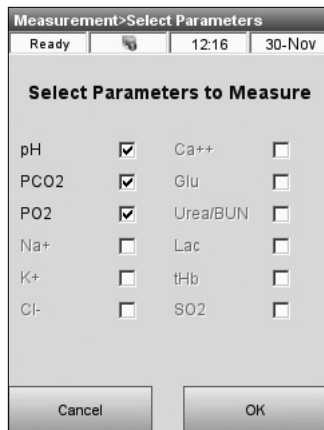 Measurement>Select Parameters
Ready 12:16 30-Nov
Select Parameters to Measure
pH Ca++
PCO2 Glu
PO2 Urea/BUN
Na+ Lac
K+ tHb
Cl- SO2
Cancel OK